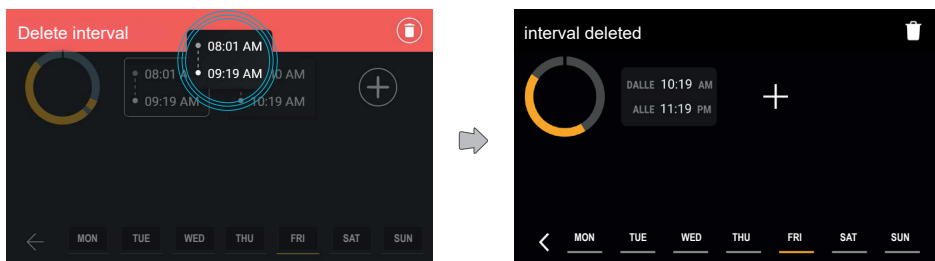 Delete interval
08:01 AM
09:19 AM
08:01 A
0 AM
09:19 AM
10:19 AM
MON TUE WED THU FRI SAT SUN
interval deleted
DALLE 10:19 AM
ALLE 11:19 PM
MON TUE WED THU FRI SAT SUN